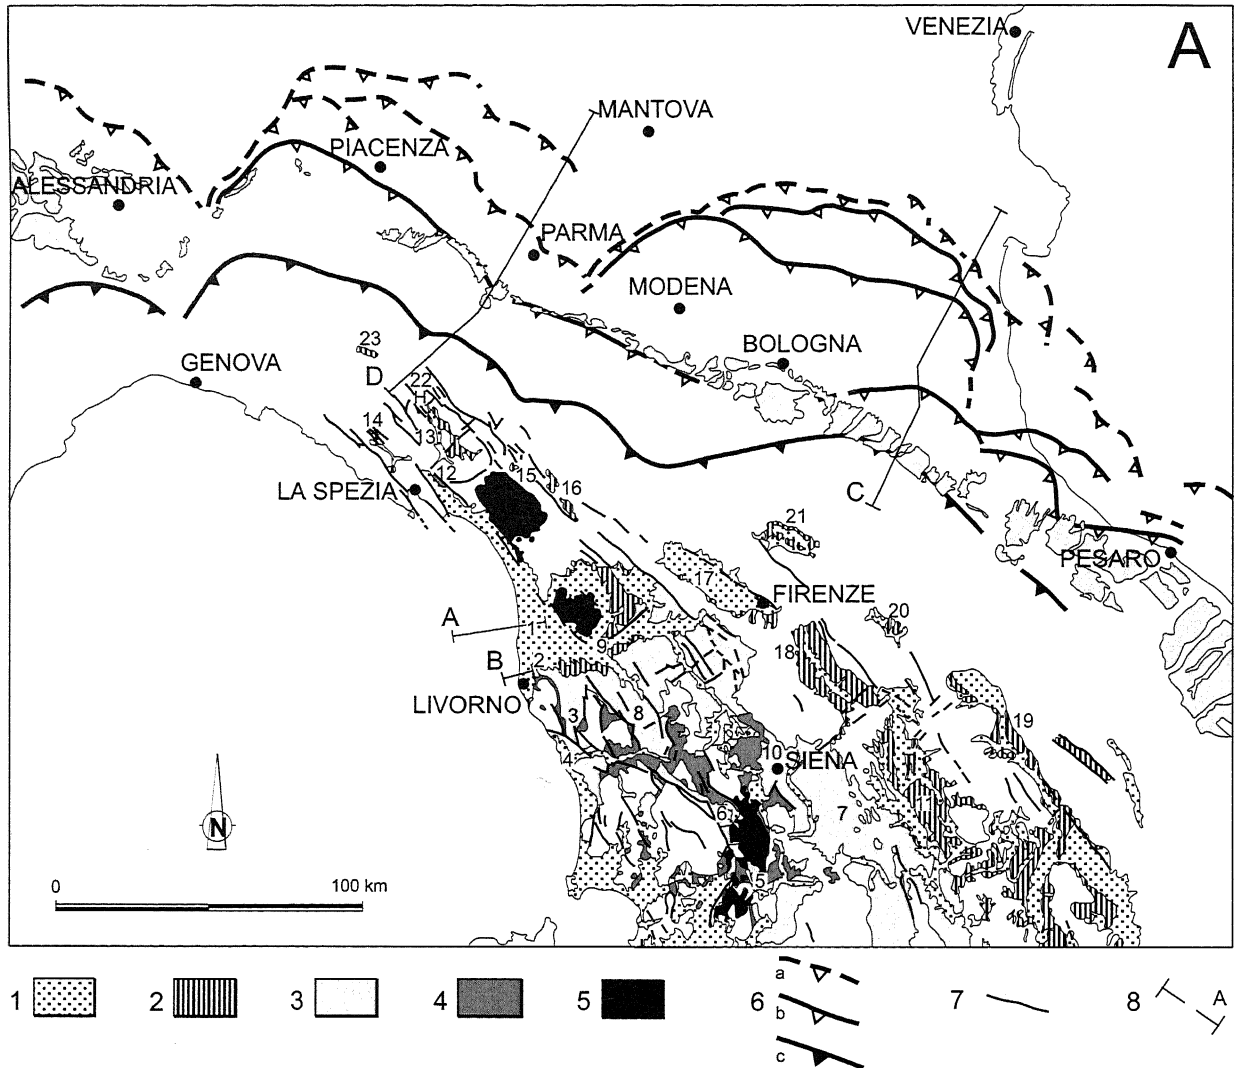 VENEZIA
A
MANTOVA
PIACENZA
ALESSANDRIA
PARMA
MODENA
BOLOGNA
GENOVA
23
D
22
14
13
12
LA SPEZIA
15
16
C
21
PESARO
17
FIRENZE
20
A
1
9
18
B
2
LIVORNO
3
8
19
4
10
SIENA
N
6
7
11
5
0
100 km
1
2
3
4
5
6
a
b
c
7
8
A